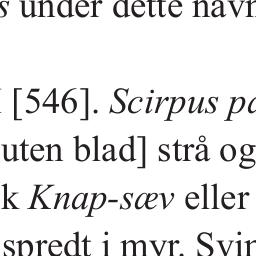 under dette navn
[546]. Scirpus pa
uten blad] strå og
k Knap-sæv eller
spredt i myr. Svin